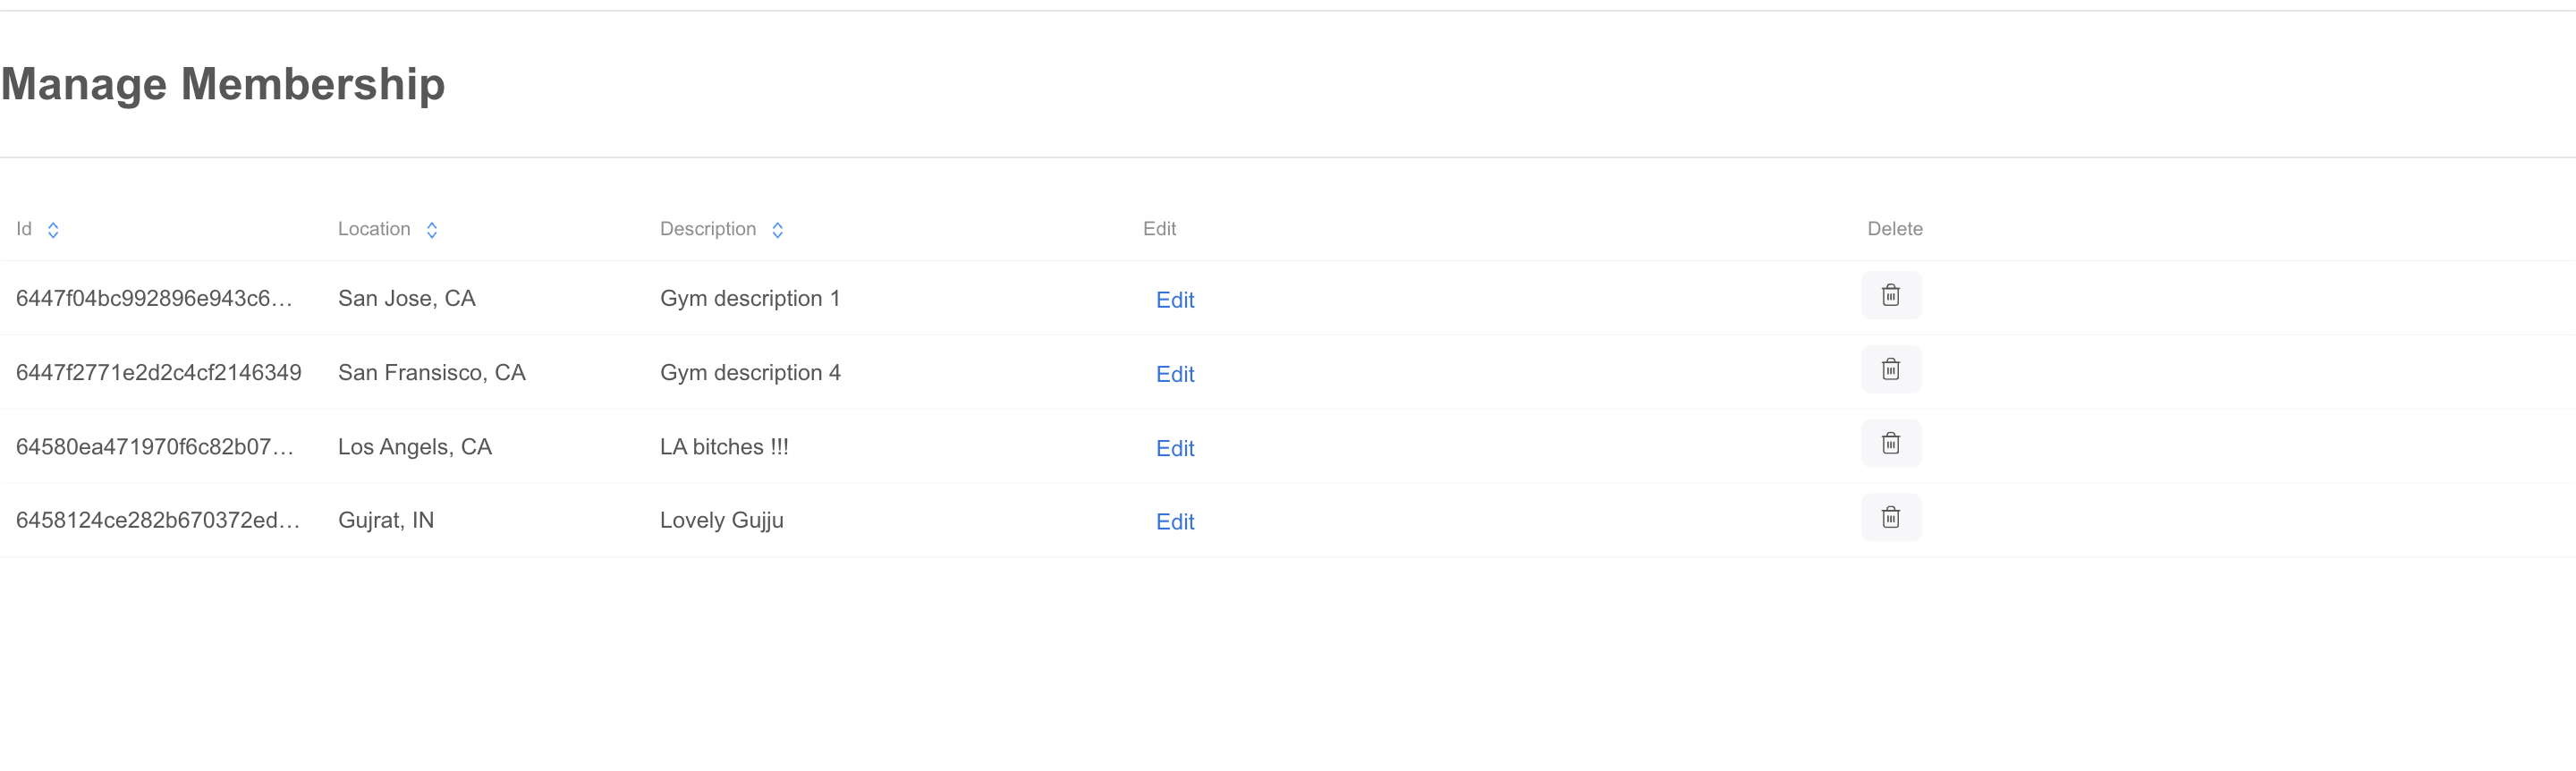 Manage Membership
Id Location Description Edit Delete
6447f04bc992896e943c6… San Jose, CA Gym description 1 Edit
6447f2771e2d2c4cf2146349 San Fransisco, CA Gym description 4 Edit
64580ea471970f6c82b07… Los Angels, CA LA bitches !!! Edit
6458124ce282b670372ed… Gujrat, IN Lovely Gujju Edit